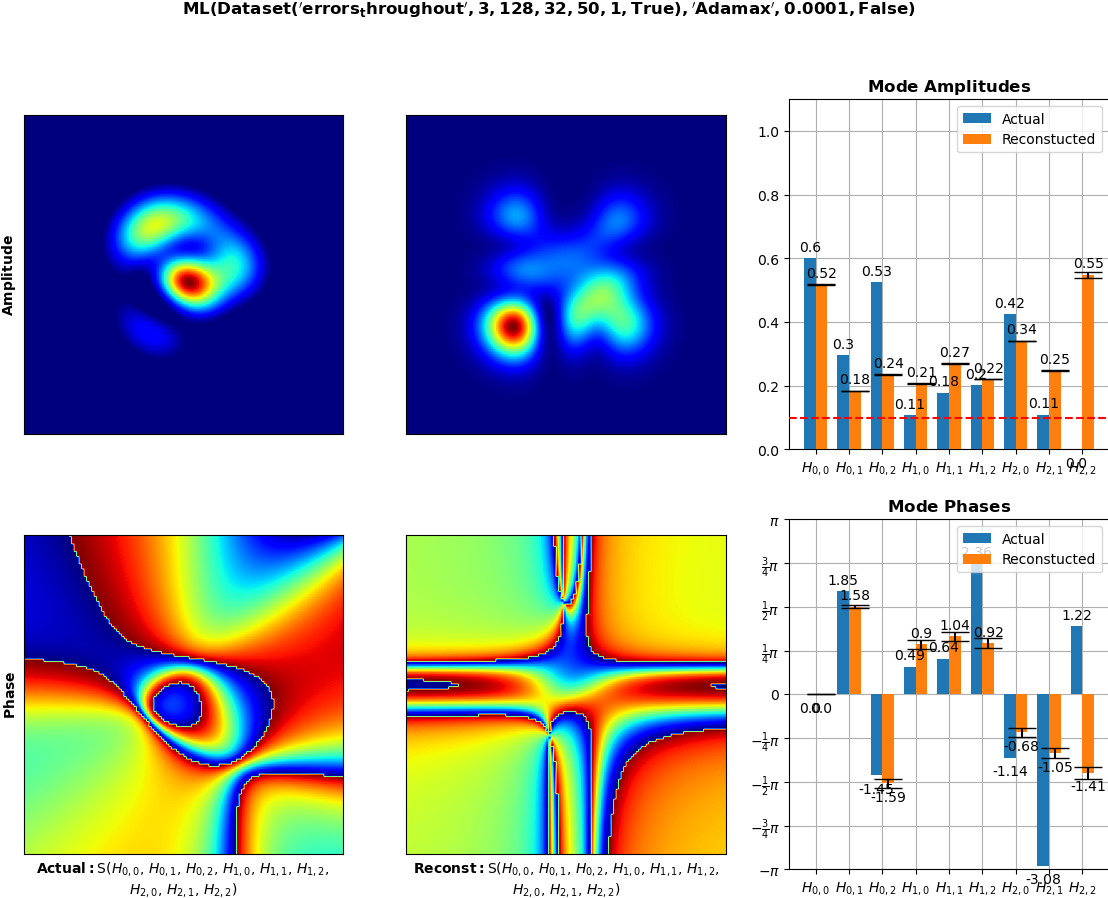 ML(Dataset('errors_throughout', 3, 128, 32, 50, 1, True), 'Adamax', 0.0001, False)
Amplitude
Mode Amplitudes
Actual
Reconstucted
1.0
0.8
0.6
0.4
0.2
0.0
0.6
0.52
0.3
0.18
0.53
0.24
0.11
0.21
0.18
0.27
0.2
0.22
0.42
0.34
0.11
0.25
0.0
0.55
H0,0 H0,1 H0,2 H1,0 H1,1 H1,2 H2,0 H2,1 H2,2
Phase
Mode Phases
Actual
Reconstucted
π
3/4π
1/2π
1/4π
0
−1/4π
−1/2π
−3/4π
−π
0.0
0.0
1.85
1.58
-1.45
-1.59
0.49
0.9
0.64
1.04
2.36
0.92
-1.14
-0.68
-3.08
-1.05
1.22
-1.41
H0,0 H0,1 H0,2 H1,0 H1,1 H1,2 H2,0 H2,1 H2,2
Actual: S(H0,0, H0,1, H0,2, H1,0, H1,1, H1,2,
H2,0, H2,1, H2,2)
Reconst: S(H0,0, H0,1, H0,2, H1,0, H1,1, H1,2,
H2,0, H2,1, H2,2)